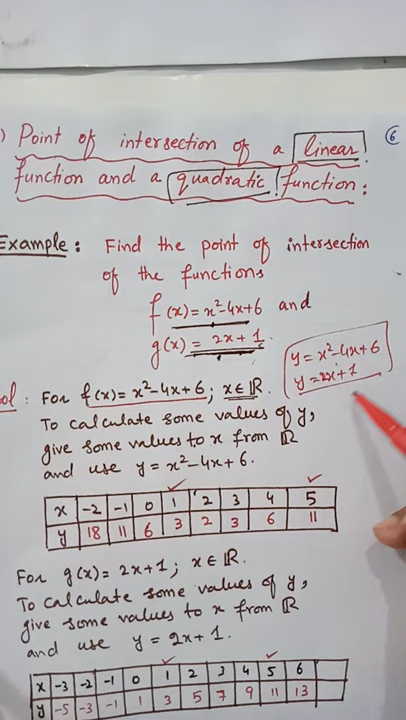 ) Point of intersection of a linear
function and a quadratic function:
6
Example: Find the point of intersection
of the functions
f(x) = x²-4x+6 and
g(x) = 2x+1.
y = x²-4x+6
y = 2x+1
ol: For f(x) = x²-4x+6; x∈ℝ.
To calculate some values of y,
give some values to x from ℝ
and use y = x²-4x+6.
x -2 -1 0 1 2 3 4 5
y 18 11 6 3 2 3 6 11
For g(x) = 2x+1; x∈ℝ.
To calculate some values of y,
give some values to x from ℝ
and use y = 2x+1.
x -3 -2 -1 0 1 2 3 4 5 6
y -5 -3 -1 1 3 5 7 9 11 13